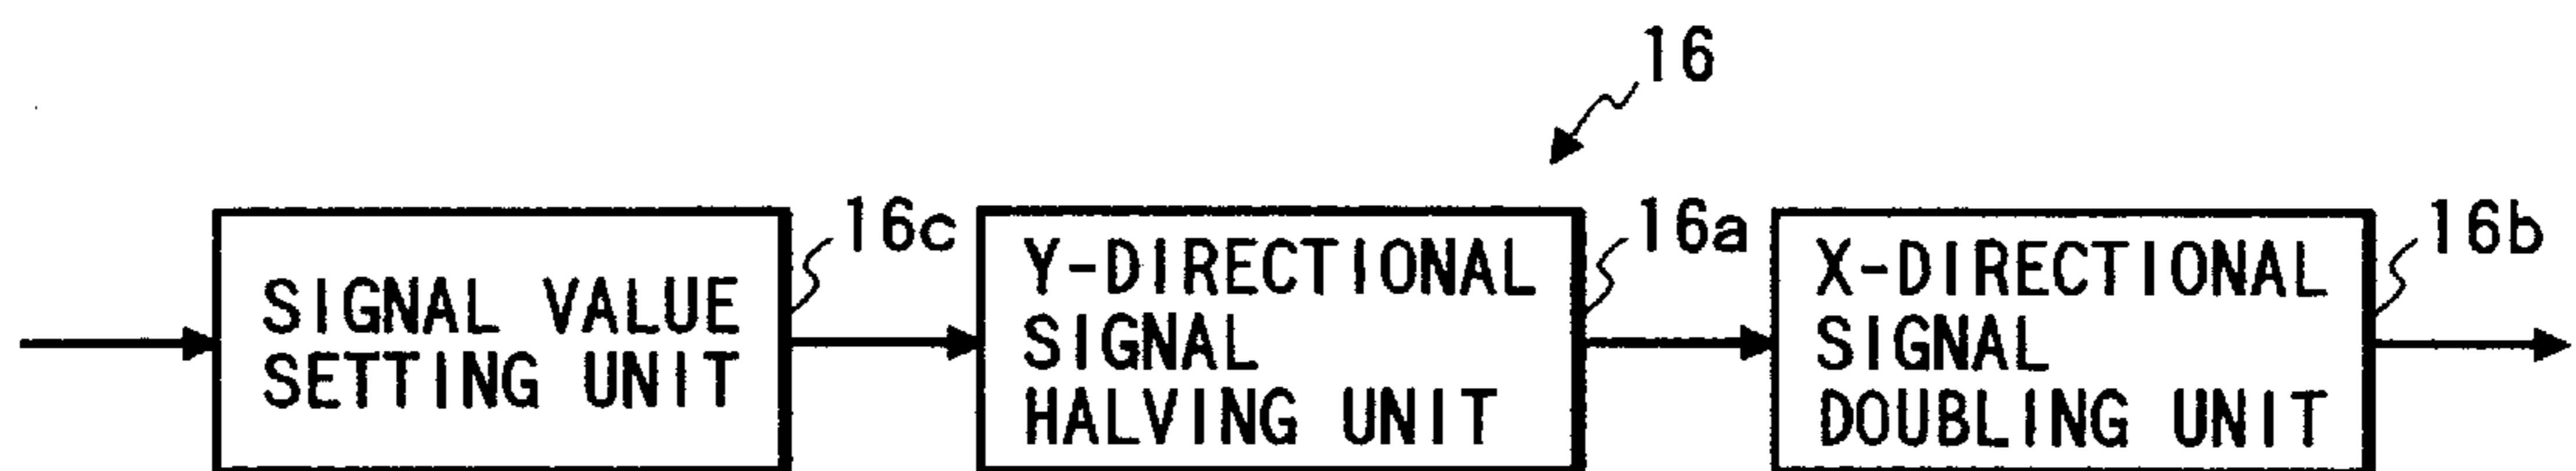 16
16c
16a
16b
SIGNAL VALUE
SETTING UNIT
Y-DIRECTIONAL
SIGNAL
HALVING UNIT
X-DIRECTIONAL
SIGNAL
DOUBLING UNIT